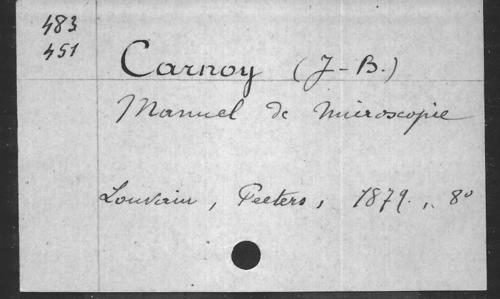 483
451
Carnoy (J-B.)
Manuel de microscopie
Louvain, Peeters, 1879., 8°